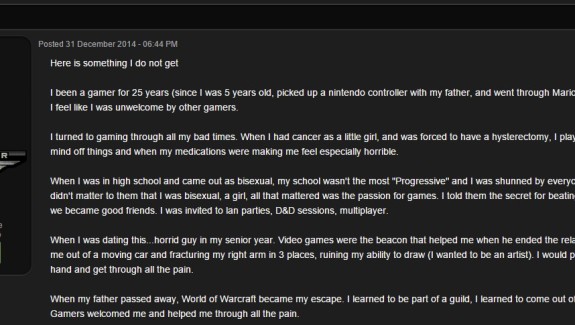 Posted 31 December 2014 - 06:44 PM
Here is something I do not get
I been a gamer for 25 years (since I was 5 years old, picked up a nintendo controller with my father, and went through Mario
I feel like I was unwelcome by other gamers.
I turned to gaming through all my bad times. When I had cancer as a little girl, and was forced to have a hysterectomy, I play
mind off things and when my medications were making me feel especially horrible.
When I was in high school and came out as bisexual, my school wasn't the most "Progressive" and I was shunned by everyo
didn't matter to them that I was bisexual, a girl, all that mattered was the passion for games. I told them the secret for beatin
we became good friends. I was invited to lan parties, D&D sessions, multiplayer.
When I was dating this...horrid guy in my senior year. Video games were the beacon that helped me when he ended the rela
me out of a moving car and fracturing my right arm in 3 places, ruining my ability to draw (I wanted to be an artist). I would p
hand and get through all the pain.
When my father passed away, World of Warcraft became my escape. I learned to be part of a guild, I learned to come out of
Gamers welcomed me and helped me through all the pain.
R